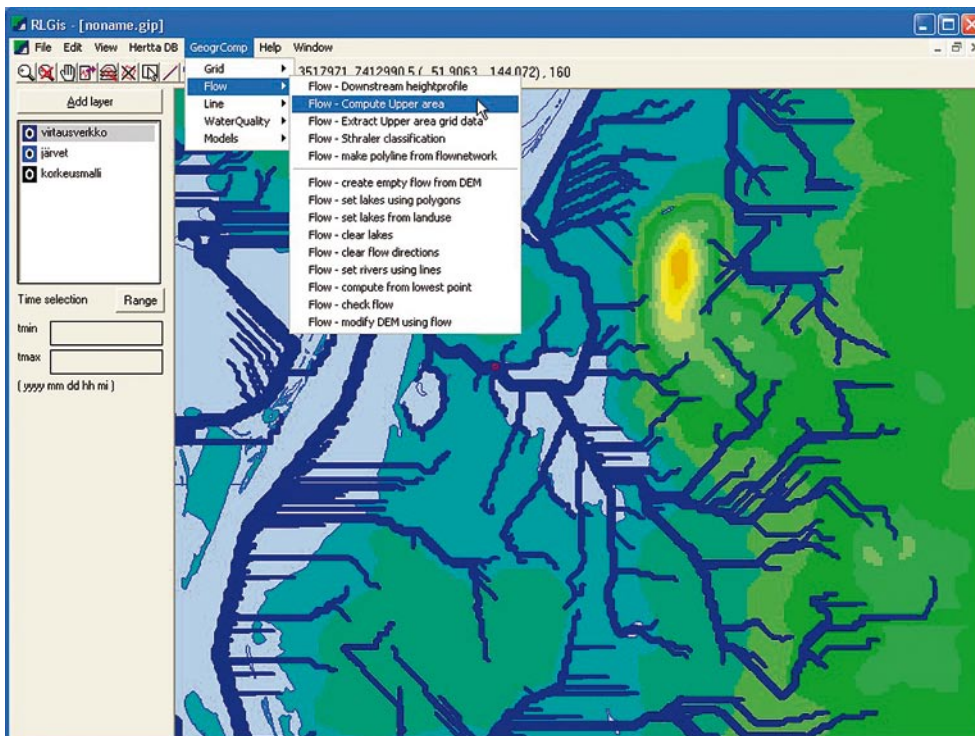 RLGis - [noname.gip]
File Edit View Hertta DB GeogrComp Help Window
3517971, 7412990.5 ( 51.9063, 144.072), 160
Add layer
virtausverkko
järvet
korkeusmalli
Time selection Range
tmin
tmax
( yyyy mm dd hh mi )
Grid
Flow
Line
WaterQuality
Models
Flow - Downstream heightprofile
Flow - Compute Upper area
Flow - Extract Upper area grid data
Flow - Sthraler classification
Flow - make polyline from flownetwork
Flow - create empty flow from DEM
Flow - set lakes using polygons
Flow - set lakes from landuse
Flow - clear lakes
Flow - clear flow directions
Flow - set rivers using lines
Flow - compute from lowest point
Flow - check flow
Flow - modify DEM using flow